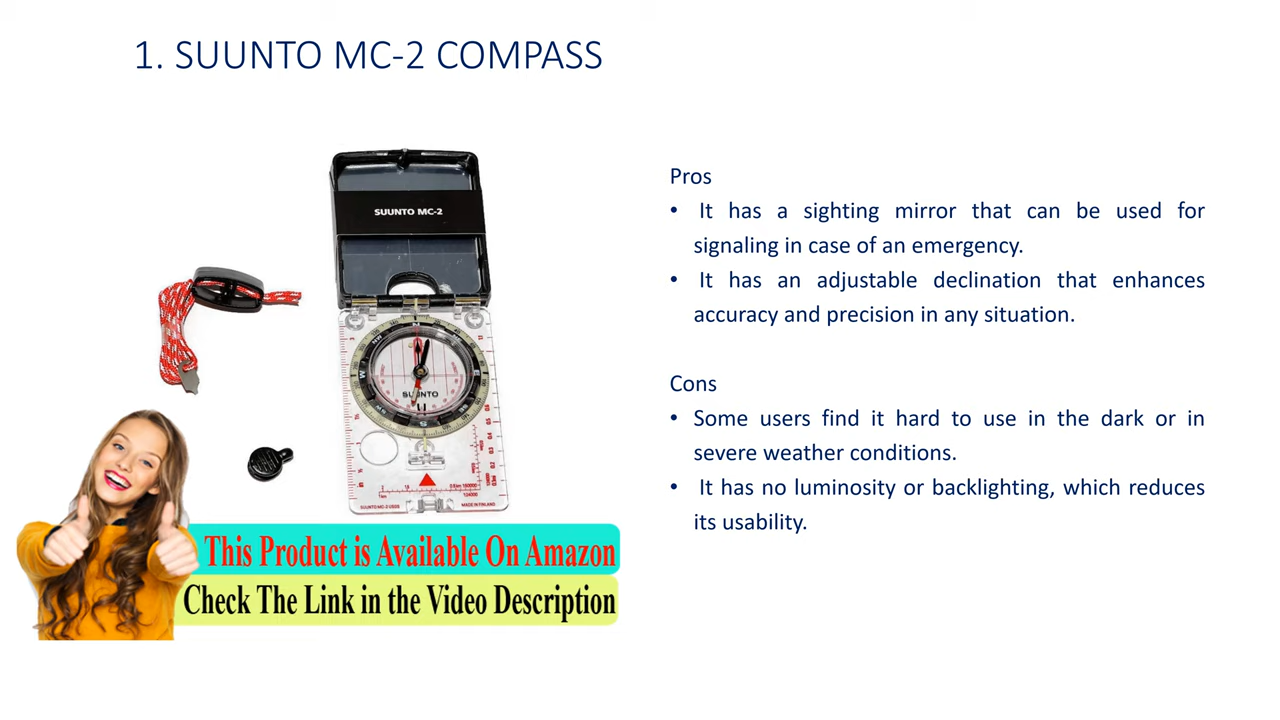 1. SUUNTO MC-2 COMPASS
SUUNTO MC-2
SUUNTO
MADE IN FINLAND
This Product is Available On Amazon
Check The Link in the Video Description
Pros
• It has a sighting mirror that can be used for
signaling in case of an emergency.
• It has an adjustable declination that enhances
accuracy and precision in any situation.
Cons
• Some users find it hard to use in the dark or in
severe weather conditions.
• It has no luminosity or backlighting, which reduces
its usability.